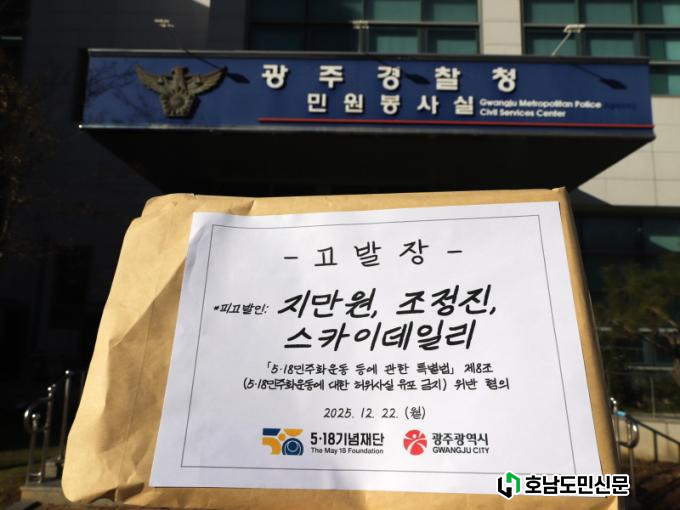 광주경찰청
민원봉사실
Gwangju Metropolitan Police
Civil Services Center
- 고 발 장 -
*피고발인: 지만원, 조정진,
스카이데일리
「5·18민주화운동 등에 관한 특별법」 제8조
(5·18민주화운동에 대한 허위사실 유포 금지) 위반 혐의
2025. 12. 22. (월)
5·18기념재단
The May 18 Foundation
광주광역시
GWANGJU CITY
호남도민신문